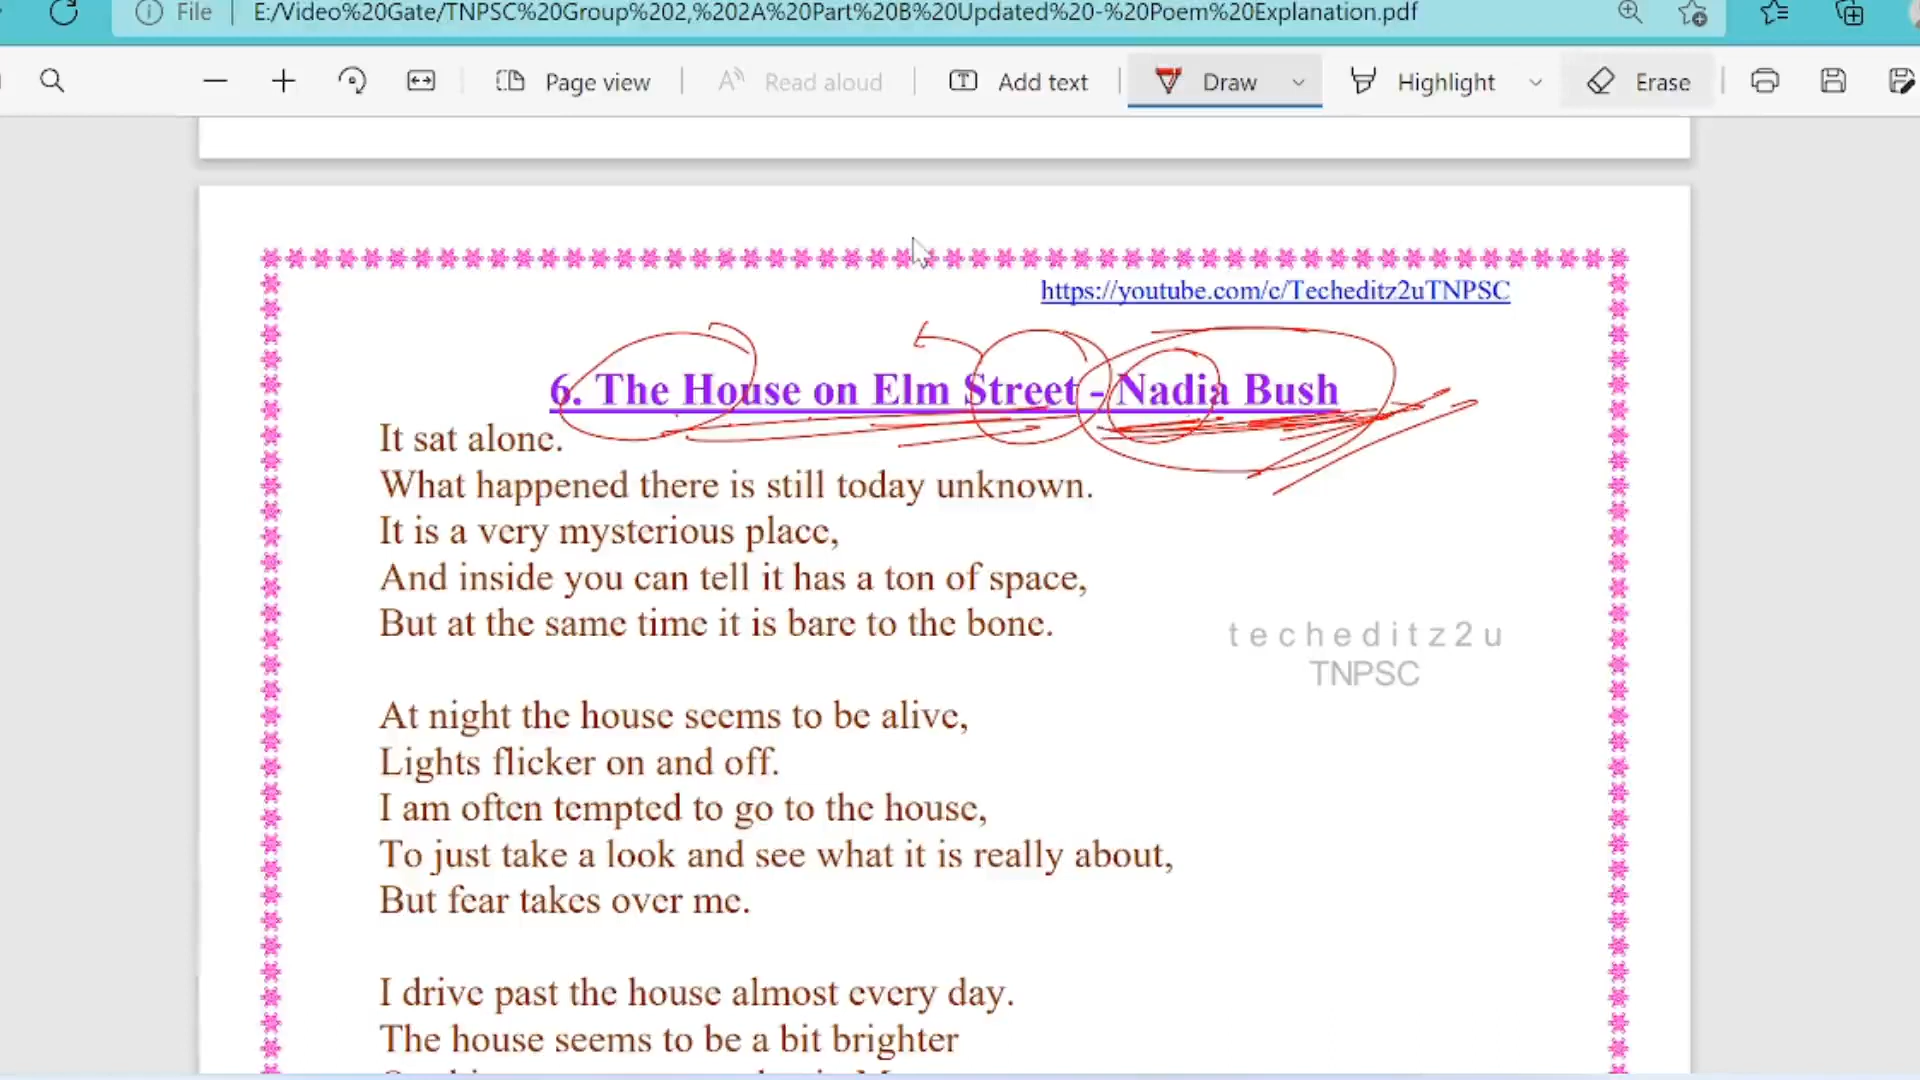 File
E:/Video%20Gate/TNPSC%20Group%202,%202A%20Part%20B%20Updated%20-%20Poem%20Explanation.pdf
Page view
Read aloud
Add text
Draw
Highlight
Erase
https://youtube.com/c/Techeditz2uTNPSC
6. The House on Elm Street - Nadia Bush
It sat alone.
What happened there is still today unknown.
It is a very mysterious place,
And inside you can tell it has a ton of space,
But at the same time it is bare to the bone.
techeditz2u
TNPSC
At night the house seems to be alive,
Lights flicker on and off.
I am often tempted to go to the house,
To just take a look and see what it is really about,
But fear takes over me.
I drive past the house almost every day.
The house seems to be a bit brighter